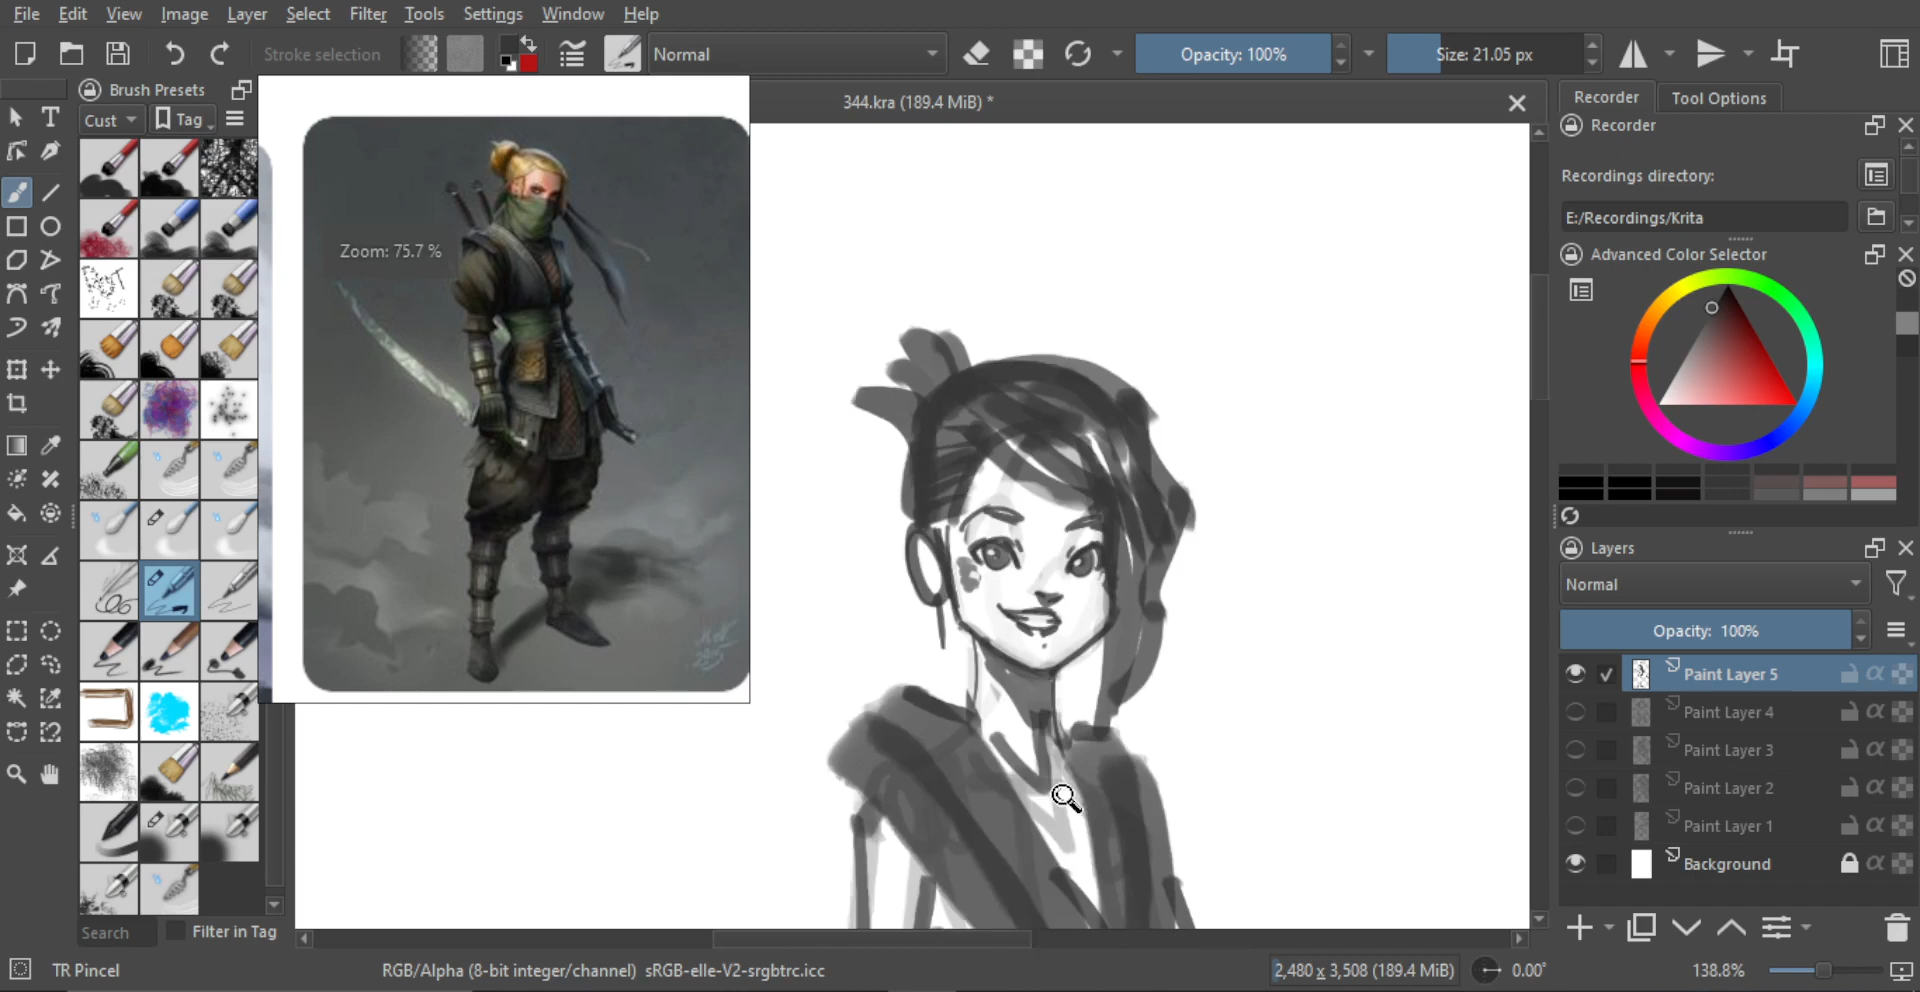 File Edit View Image Layer Select Filter Tools Settings Window Help
Stroke selection
Normal
Opacity: 100%
Size: 21.05 px
Brush Presets
344.kra (189.4 MiB) *
Recorder
Tool Options
Cust
Tag
Recorder
Recordings directory:
E:/Recordings/Krita
Zoom: 75.7 %
Advanced Color Selector
Layers
Normal
Opacity: 100%
Paint Layer 5
Paint Layer 4
Paint Layer 3
Paint Layer 2
Paint Layer 1
Background
Search
Filter in Tag
TR Pincel
RGB/Alpha (8-bit integer/channel) sRGB-elle-V2-srgbtrc.icc
2,480 x 3,508 (189.4 MiB)
0.00°
138.8%